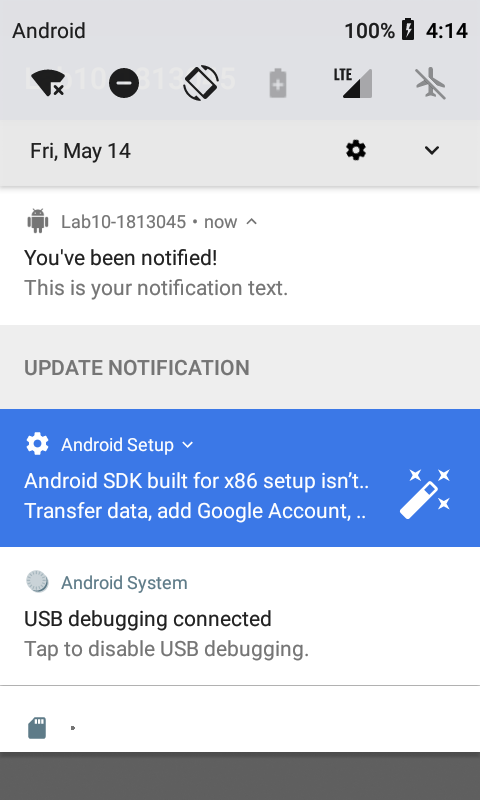 Android 100% 4:14
Lab10-1813045
LTE
Fri, May 14
Lab10-1813045 • now
You've been notified!
This is your notification text.
UPDATE NOTIFICATION
Android Setup
Android SDK built for x86 setup isn’t..
Transfer data, add Google Account, ..
Android System
USB debugging connected
Tap to disable USB debugging.